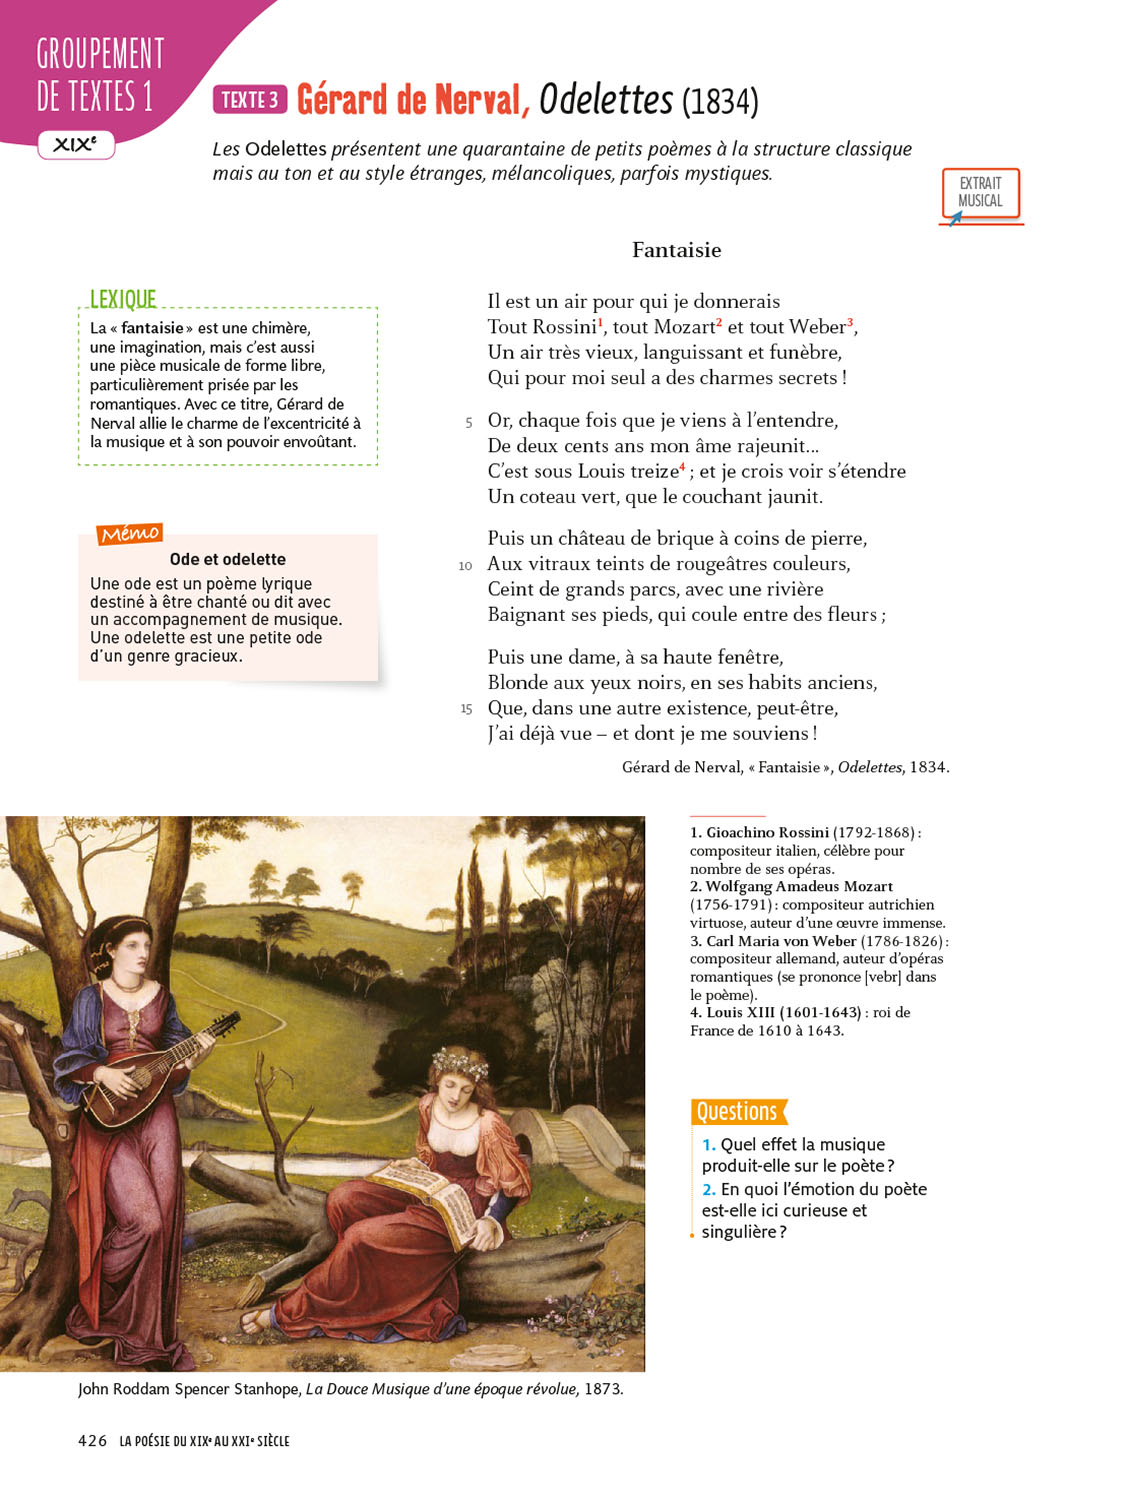 GROUPEMENT
DE TEXTES 1
XIXe
TEXTE 3 Gérard de Nerval, Odelettes (1834)
Les Odelettes présentent une quarantaine de petits poèmes à la structure classique
mais au ton et au style étranges, mélancoliques, parfois mystiques.
EXTRAIT
MUSICAL
Fantaisie
Il est un air pour qui je donnerais
Tout Rossini1, tout Mozart2 et tout Weber3,
Un air très vieux, languissant et funèbre,
Qui pour moi seul a des charmes secrets !
5 Or, chaque fois que je viens à l’entendre,
De deux cents ans mon âme rajeunit...
C’est sous Louis treize4 ; et je crois voir s’étendre
Un coteau vert, que le couchant jaunit.
Puis un château de brique à coins de pierre,
10 Aux vitraux teints de rougeâtres couleurs,
Ceint de grands parcs, avec une rivière
Baignant ses pieds, qui coule entre des fleurs ;
Puis une dame, à sa haute fenêtre,
Blonde aux yeux noirs, en ses habits anciens,
15 Que, dans une autre existence, peut-être,
J’ai déjà vue – et dont je me souviens !
Gérard de Nerval, « Fantaisie », Odelettes, 1834.
LEXIQUE
La « fantaisie » est une chimère,
une imagination, mais c’est aussi
une pièce musicale de forme libre,
particulièrement prisée par les
romantiques. Avec ce titre, Gérard de
Nerval allie le charme de l’excentricité à
la musique et à son pouvoir envoûtant.
Mémo
Ode et odelette
Une ode est un poème lyrique
destiné à être chanté ou dit avec
un accompagnement de musique.
Une odelette est une petite ode
d’un genre gracieux.
1. Gioachino Rossini (1792-1868) :
compositeur italien, célèbre pour
nombre de ses opéras.
2. Wolfgang Amadeus Mozart
(1756-1791) : compositeur autrichien
virtuose, auteur d’une œuvre immense.
3. Carl Maria von Weber (1786-1826) :
compositeur allemand, auteur d’opéras
romantiques (se prononce [vebr] dans
le poème).
4. Louis XIII (1601-1643) : roi de
France de 1610 à 1643.
Questions
1. Quel effet la musique
produit-elle sur le poète ?
2. En quoi l’émotion du poète
est-elle ici curieuse et
singulière ?
John Roddam Spencer Stanhope, La Douce Musique d’une époque révolue, 1873.
426 LA POÉSIE DU XIXe AU XXIe SIÈCLE